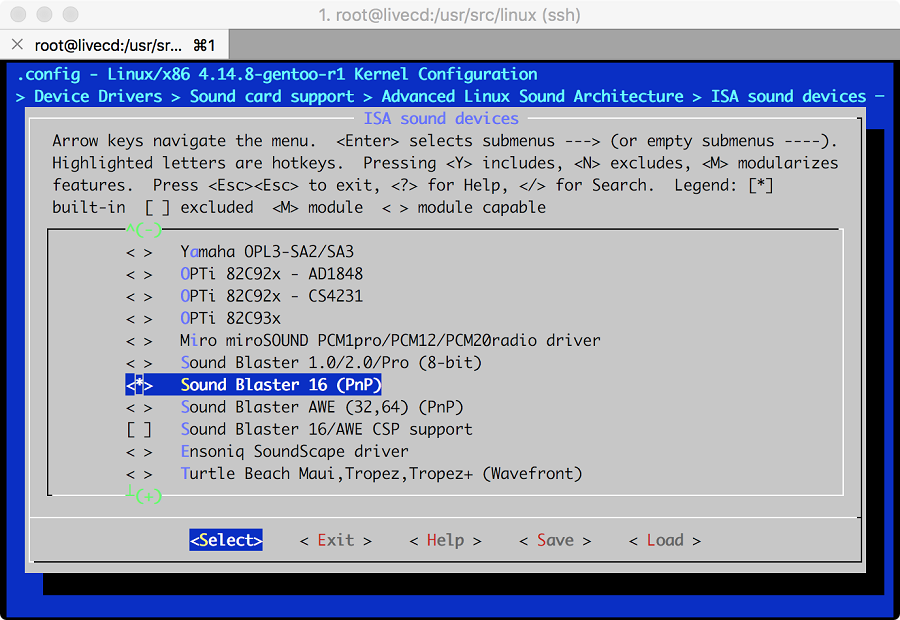 1. root@livecd:/usr/src/linux (ssh)
root@livecd:/usr/sr... ⌘1
.config - Linux/x86 4.14.8-gentoo-r1 Kernel Configuration
> Device Drivers > Sound card support > Advanced Linux Sound Architecture > ISA sound devices
ISA sound devices
Arrow keys navigate the menu.  <Enter> selects submenus ---> (or empty submenus ----).
Highlighted letters are hotkeys.  Pressing <Y> includes, <N> excludes, <M> modularizes
features.  Press <Esc><Esc> to exit, <?> for Help, </> for Search.  Legend: [*]
built-in  [ ] excluded  <M> module  < > module capable
^(-)
< >   Yamaha OPL3-SA2/SA3
< >   OPTi 82C92x - AD1848
< >   OPTi 82C92x - CS4231
< >   OPTi 82C93x
< >   Miro miroSOUND PCM1pro/PCM12/PCM20radio driver
< >   Sound Blaster 1.0/2.0/Pro (8-bit)
<*>   Sound Blaster 16 (PnP)
< >   Sound Blaster AWE (32,64) (PnP)
[ ]   Sound Blaster 16/AWE CSP support
< >   Ensoniq SoundScape driver
< >   Turtle Beach Maui,Tropez,Tropez+ (Wavefront)
┴(+)
<Select>    < Exit >    < Help >    < Save >    < Load >